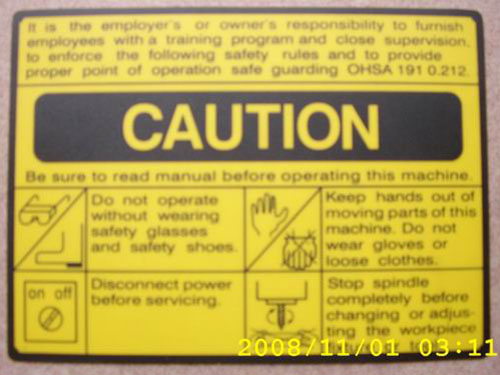 It is the employer's or owner's responsibility to furnish
employees with a training program and close supervision,
to enforce the following safety rules and to provide
proper point of operation safe guarding OHSA 191 0.212.
CAUTION
Be sure to read manual before operating this machine.
Do not operate
without wearing
safety glasses
and safety shoes.
Keep hands out of
moving parts of this
machine. Do not
wear gloves or
loose clothes.
on off
Disconnect power
before servicing.
Stop spindle
completely before
changing or adjus-
ting the workpiece
2008/11/01 03:11